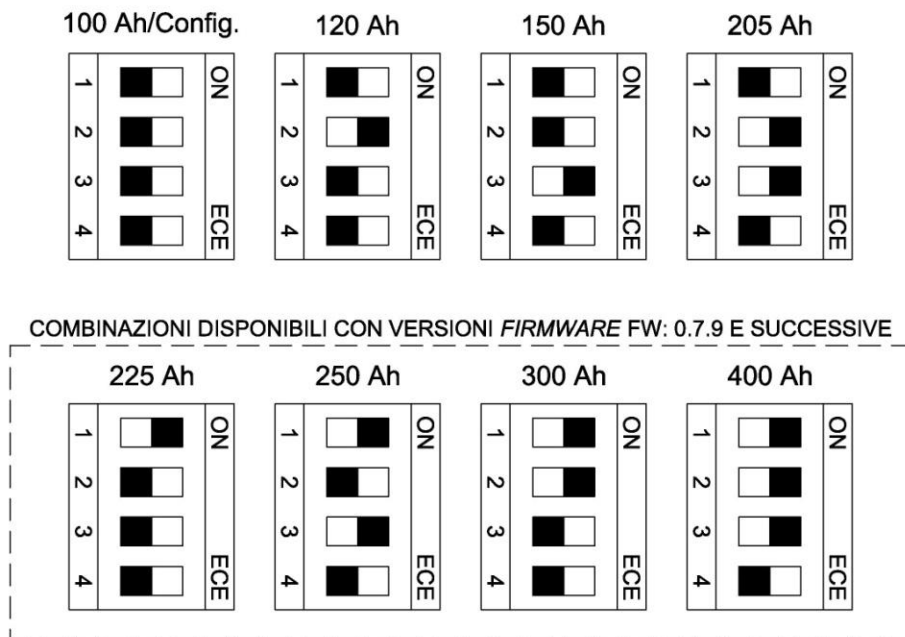 100 Ah/Config. 120 Ah 150 Ah 205 Ah
1 ON 1 ON 1 ON 1 ON
2 2 2 2
3 3 3 3
4 ECE 4 ECE 4 ECE 4 ECE
COMBINAZIONI DISPONIBILI CON VERSIONI FIRMWARE FW: 0.7.9 E SUCCESSIVE
225 Ah 250 Ah 300 Ah 400 Ah
1 ON 1 ON 1 ON 1 ON
2 2 2 2
3 3 3 3
4 ECE 4 ECE 4 ECE 4 ECE